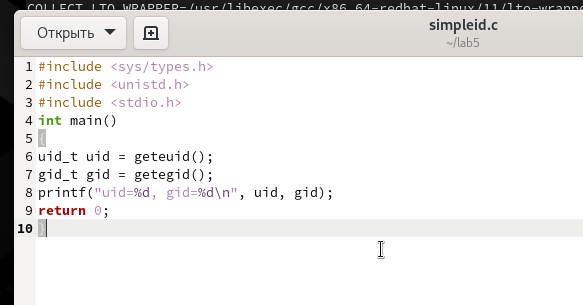 COLLECT_LTO_WRAPPER=/usr/libexec/gcc/x86_64-redhat-linux/11/lto-wrappe
Открыть
simpleid.c
~/lab5
1 #include <sys/types.h>
2 #include <unistd.h>
3 #include <stdio.h>
4 int main()
5 {
6 uid_t uid = geteuid();
7 gid_t gid = getegid();
8 printf("uid=%d, gid=%d\n", uid, gid);
9 return 0;
10 }